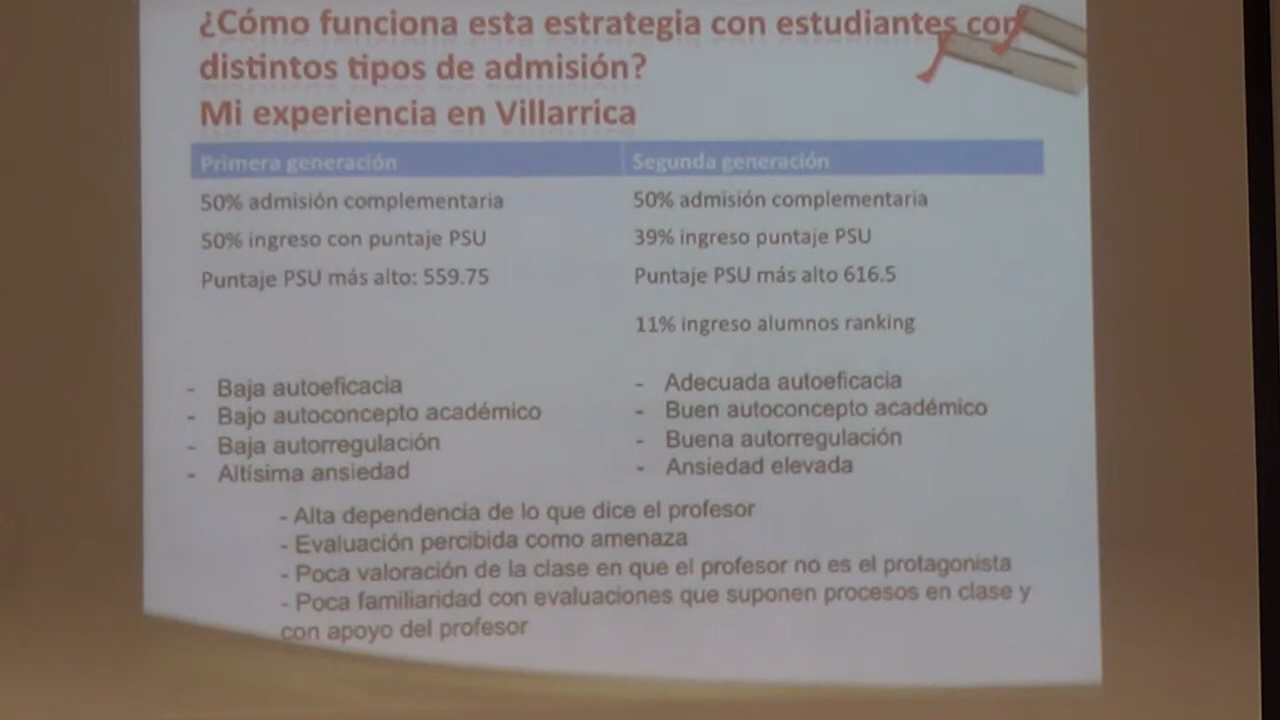 ¿Cómo funciona esta estrategia con estudiantes con
distintos tipos de admisión?
Mi experiencia en Villarrica
Primera generación
Segunda generación
50% admisión complementaria
50% admisión complementaria
50% ingreso con puntaje PSU
39% ingreso puntaje PSU
Puntaje PSU más alto: 559.75
Puntaje PSU más alto 616.5
11% ingreso alumnos ranking
- Baja autoeficacia
- Bajo autoconcepto académico
- Baja autorregulación
- Altísima ansiedad
- Adecuada autoeficacia
- Buen autoconcepto académico
- Buena autorregulación
- Ansiedad elevada
- Alta dependencia de lo que dice el profesor
- Evaluación percibida como amenaza
- Poca valoración de la clase en que el profesor no es el protagonista
- Poca familiaridad con evaluaciones que suponen procesos en clase y
con apoyo del profesor